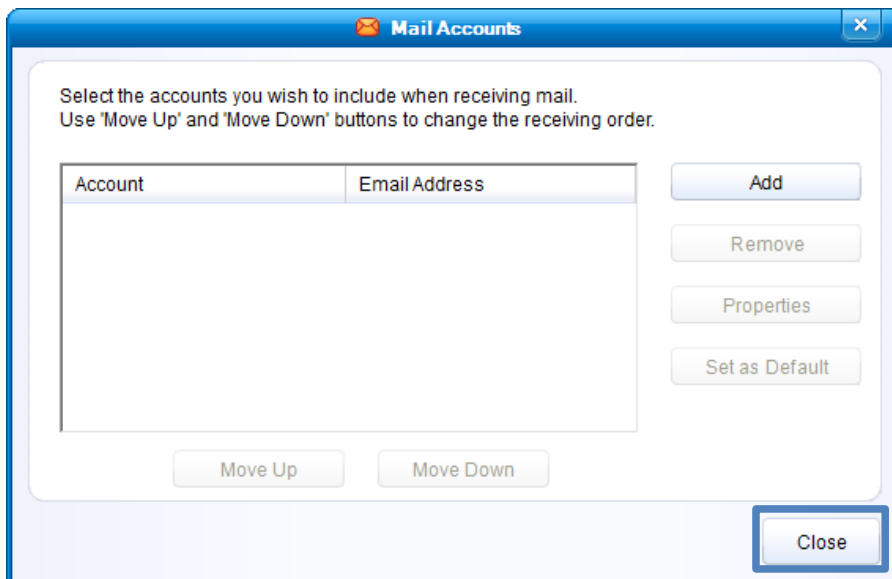 Mail Accounts
Select the accounts you wish to include when receiving mail.
Use 'Move Up' and 'Move Down' buttons to change the receiving order.
Account Email Address
Add
Remove
Properties
Set as Default
Move Up Move Down
Close